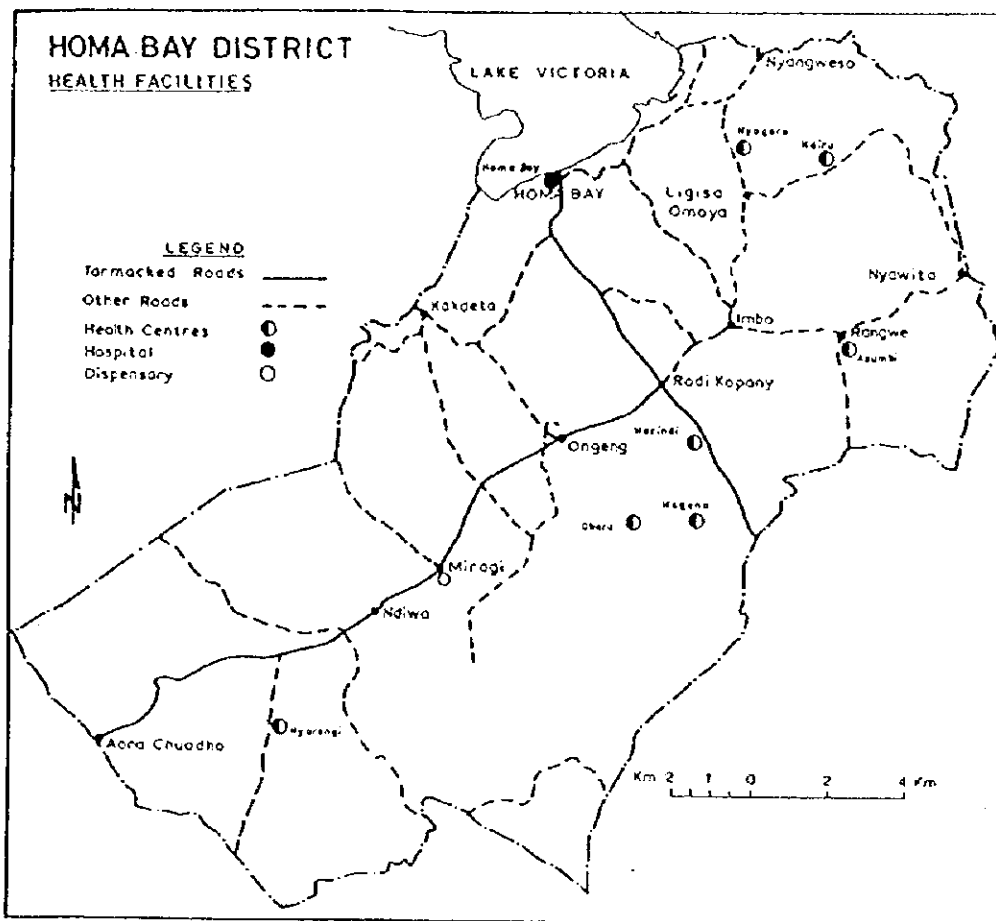 HOMA BAY DISTRICT
HEALTH FACILITIES
LAKE VICTORIA
Nyangweso
Homa Bay
HOMA BAY
Ligisa
Omoya
LEGEND
Tarmacked Roads
Other Roads
Health Centres
Hospital
Dispensary
Nyawita
Imbo
Rangwe
Asumbi
Rodi Kopany
Marindi
Ongeng
N
Mirogi
Ndiwa
Aora Chuodho
Km 2 1 0 2 4 Km